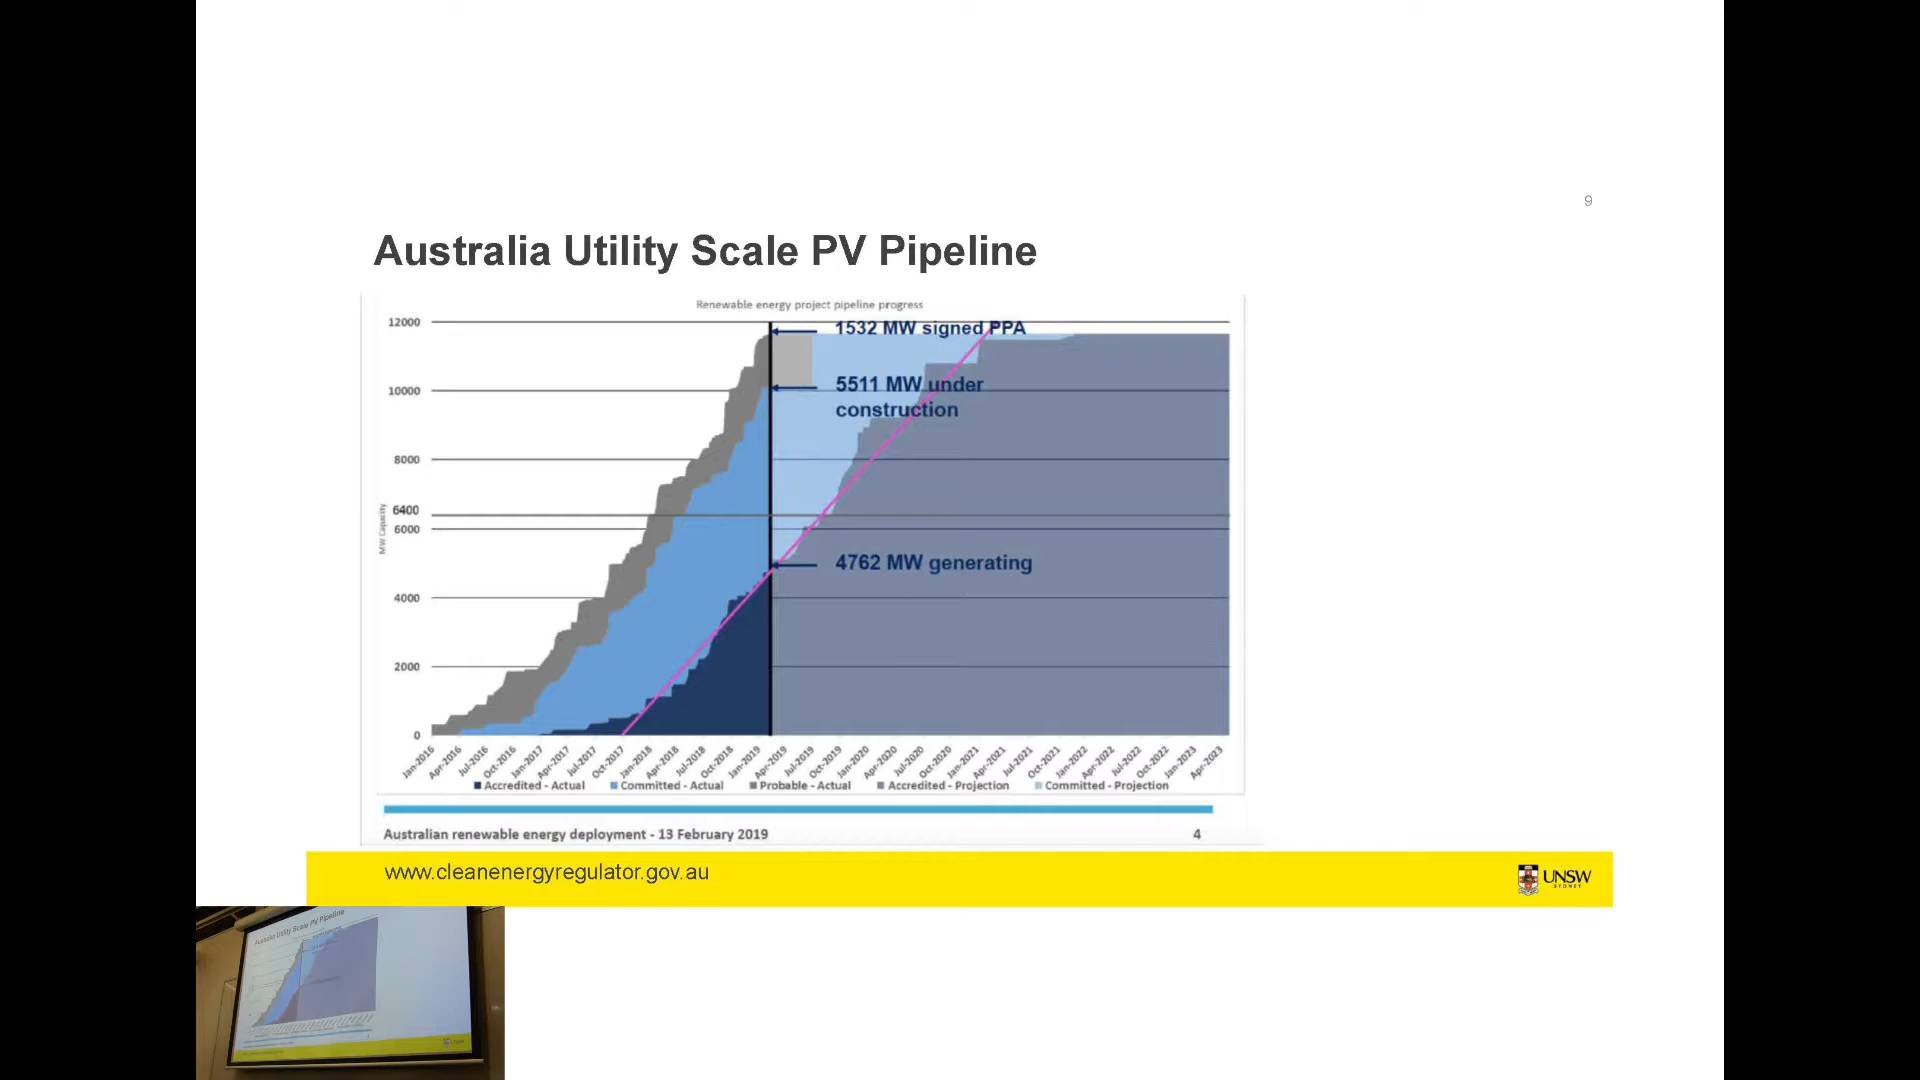 9
Australia Utility Scale PV Pipeline
Renewable energy project pipeline progress
12000
10000
8000
6400
6000
4000
2000
0
MW Capacity
1532 MW signed PPA
5511 MW under
construction
4762 MW generating
Jan-2016 Apr-2016 Jul-2016 Oct-2016 Jan-2017 Apr-2017 Jul-2017 Oct-2017 Jan-2018 Apr-2018 Jul-2018 Oct-2018 Jan-2019 Apr-2019 Jul-2019 Oct-2019 Jan-2020 Apr-2020 Jul-2020 Oct-2020 Jan-2021 Apr-2021 Jul-2021 Oct-2021 Jan-2022 Apr-2022 Jul-2022 Oct-2022 Jan-2023 Apr-2023
Accredited - Actual Committed - Actual Probable - Actual Accredited - Projection Committed - Projection
Australian renewable energy deployment - 13 February 2019 4
www.cleanenergyregulator.gov.au
UNSW
SYDNEY
Australia Utility Scale PV Pipeline